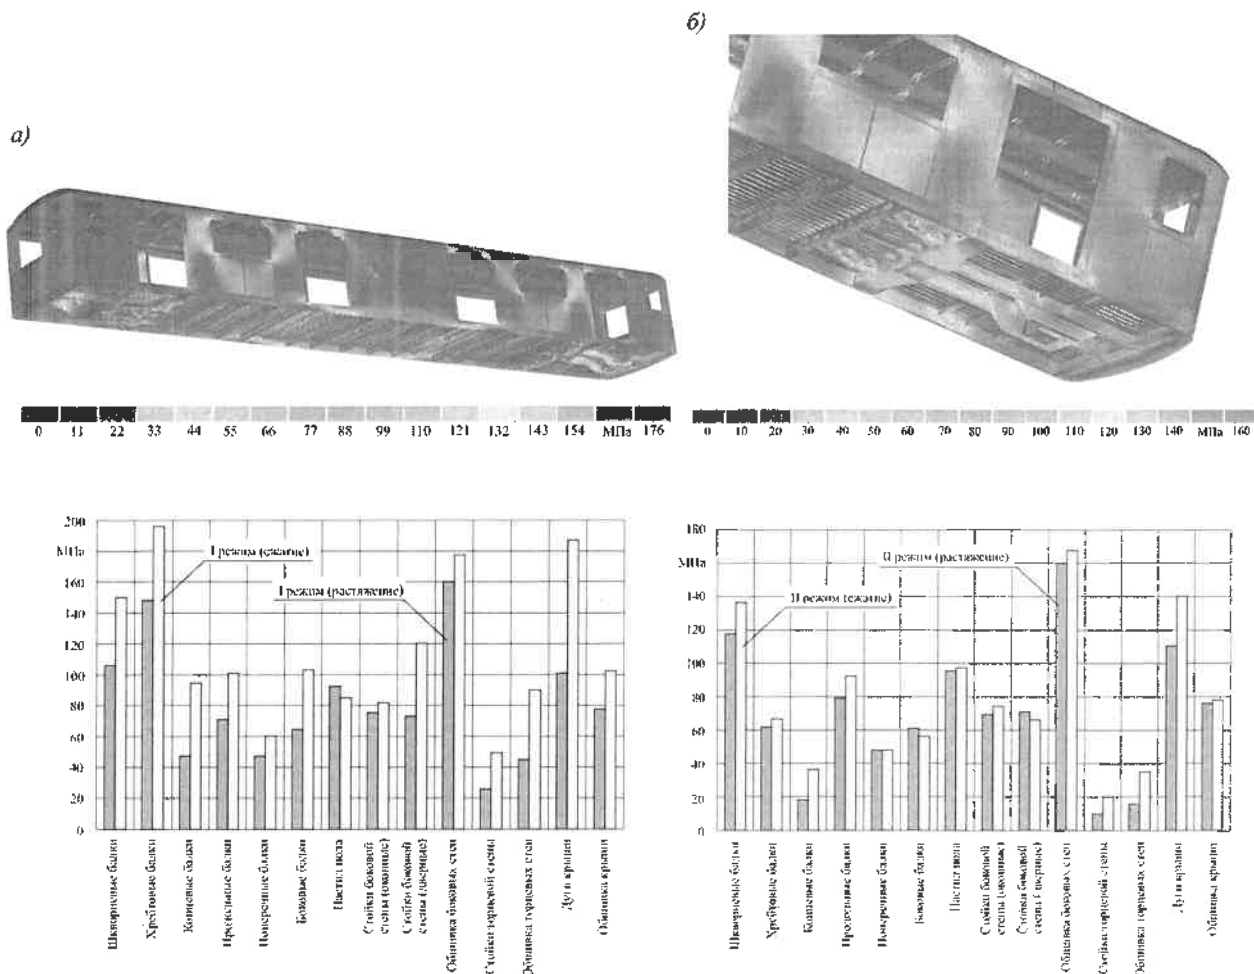 а)
б)
0 11 22 33 44 55 66 77 88 99 110 121 132 143 154 МПа 176
0 10 20 30 40 50 60 70 80 90 100 110 120 130 140 МПа 160
200
МПа
160
140
120
100
80
60
40
20
0
I режим (сжатие)
I режим (растяжение)
Шкворневые балки
Хребтовые балки
Концевые балки
Продольные балки
Поперечные балки
Боковые балки
Настил пола
Стойки боковой
стены (оконные)
Стойки боковой
стены (дверные)
Обшивка боковых стен
Стойки торцевой стены
Обшивка торцевых стен
Дуги крыши
Обшивка крыши
180
МПа
140
120
100
80
60
40
20
0
II режим (растяжение)
II режим (сжатие)
Шкворневые балки
Хребтовые балки
Концевые балки
Продольные балки
Поперечные балки
Боковые балки
Настил пола
Стойки боковой
стены (оконные)
Стойки боковой
стены (дверные)
Обшивка боковых стен
Стойки торцевой стены
Обшивка торцевых стен
Дуги крыши
Обшивка крыши